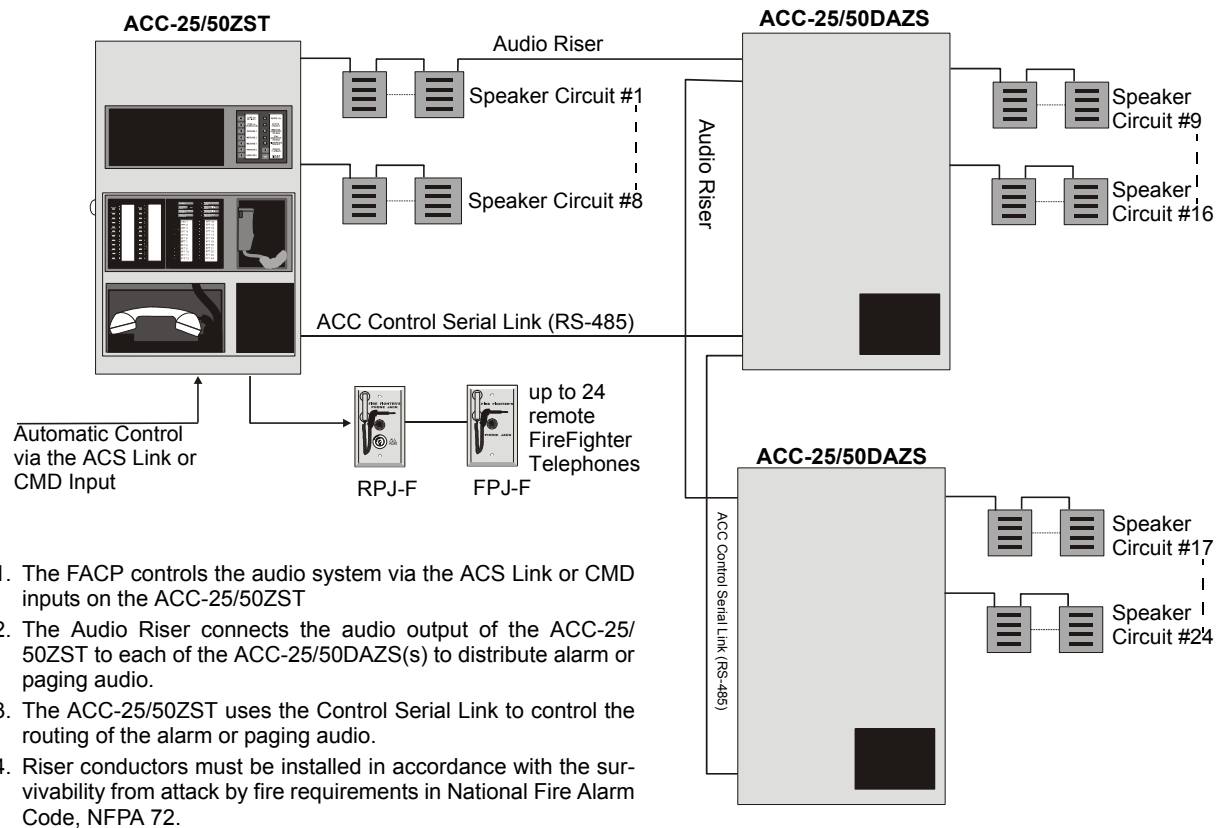 ACC-25/50ZST
ACC-25/50DAZS
Audio Riser
Speaker Circuit #1
Speaker
Circuit #9
Audio Riser
Speaker Circuit #8
Speaker
Circuit #16
ACC Control Serial Link (RS-485)
Automatic Control
via the ACS Link or
CMD Input
FIRE FIGHTER'S
PHONE JACK
PHONE JACK
up to 24
remote
FireFighter
Telephones
RPJ-F
FPJ-F
ACC-25/50DAZS
ACC Control Serial Link (RS-485)
Speaker
Circuit #17
Speaker
Circuit #24
1. The FACP controls the audio system via the ACS Link or CMD
inputs on the ACC-25/50ZST
2. The Audio Riser connects the audio output of the ACC-25/
50ZST to each of the ACC-25/50DAZS(s) to distribute alarm or
paging audio.
3. The ACC-25/50ZST uses the Control Serial Link to control the
routing of the alarm or paging audio.
4. Riser conductors must be installed in accordance with the sur-
vivability from attack by fire requirements in National Fire Alarm
Code, NFPA 72.